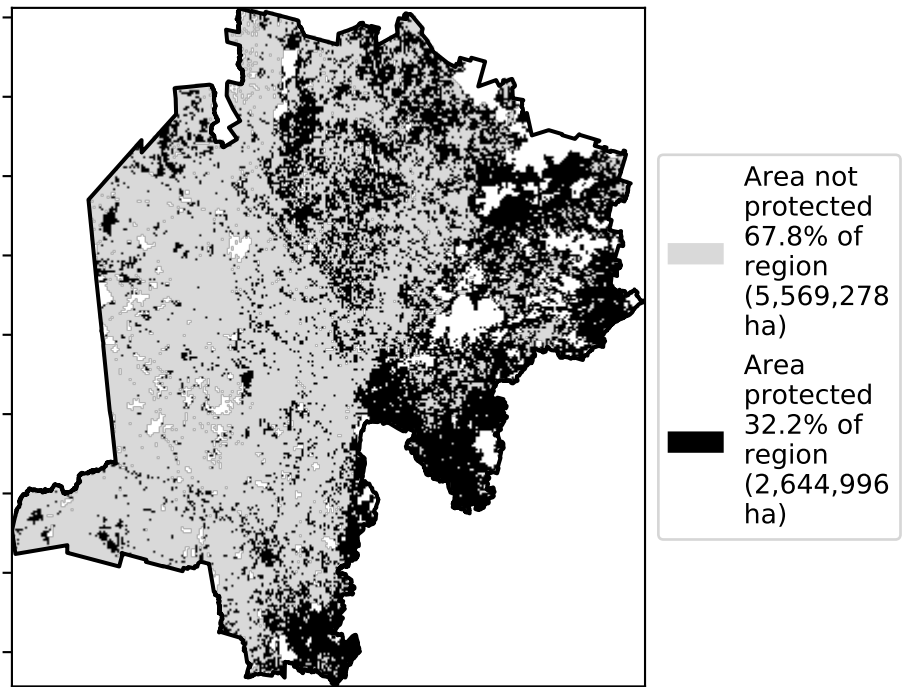 Area not
protected
67.8% of
region
(5,569,278
ha)
Area
protected
32.2% of
region
(2,644,996
ha)